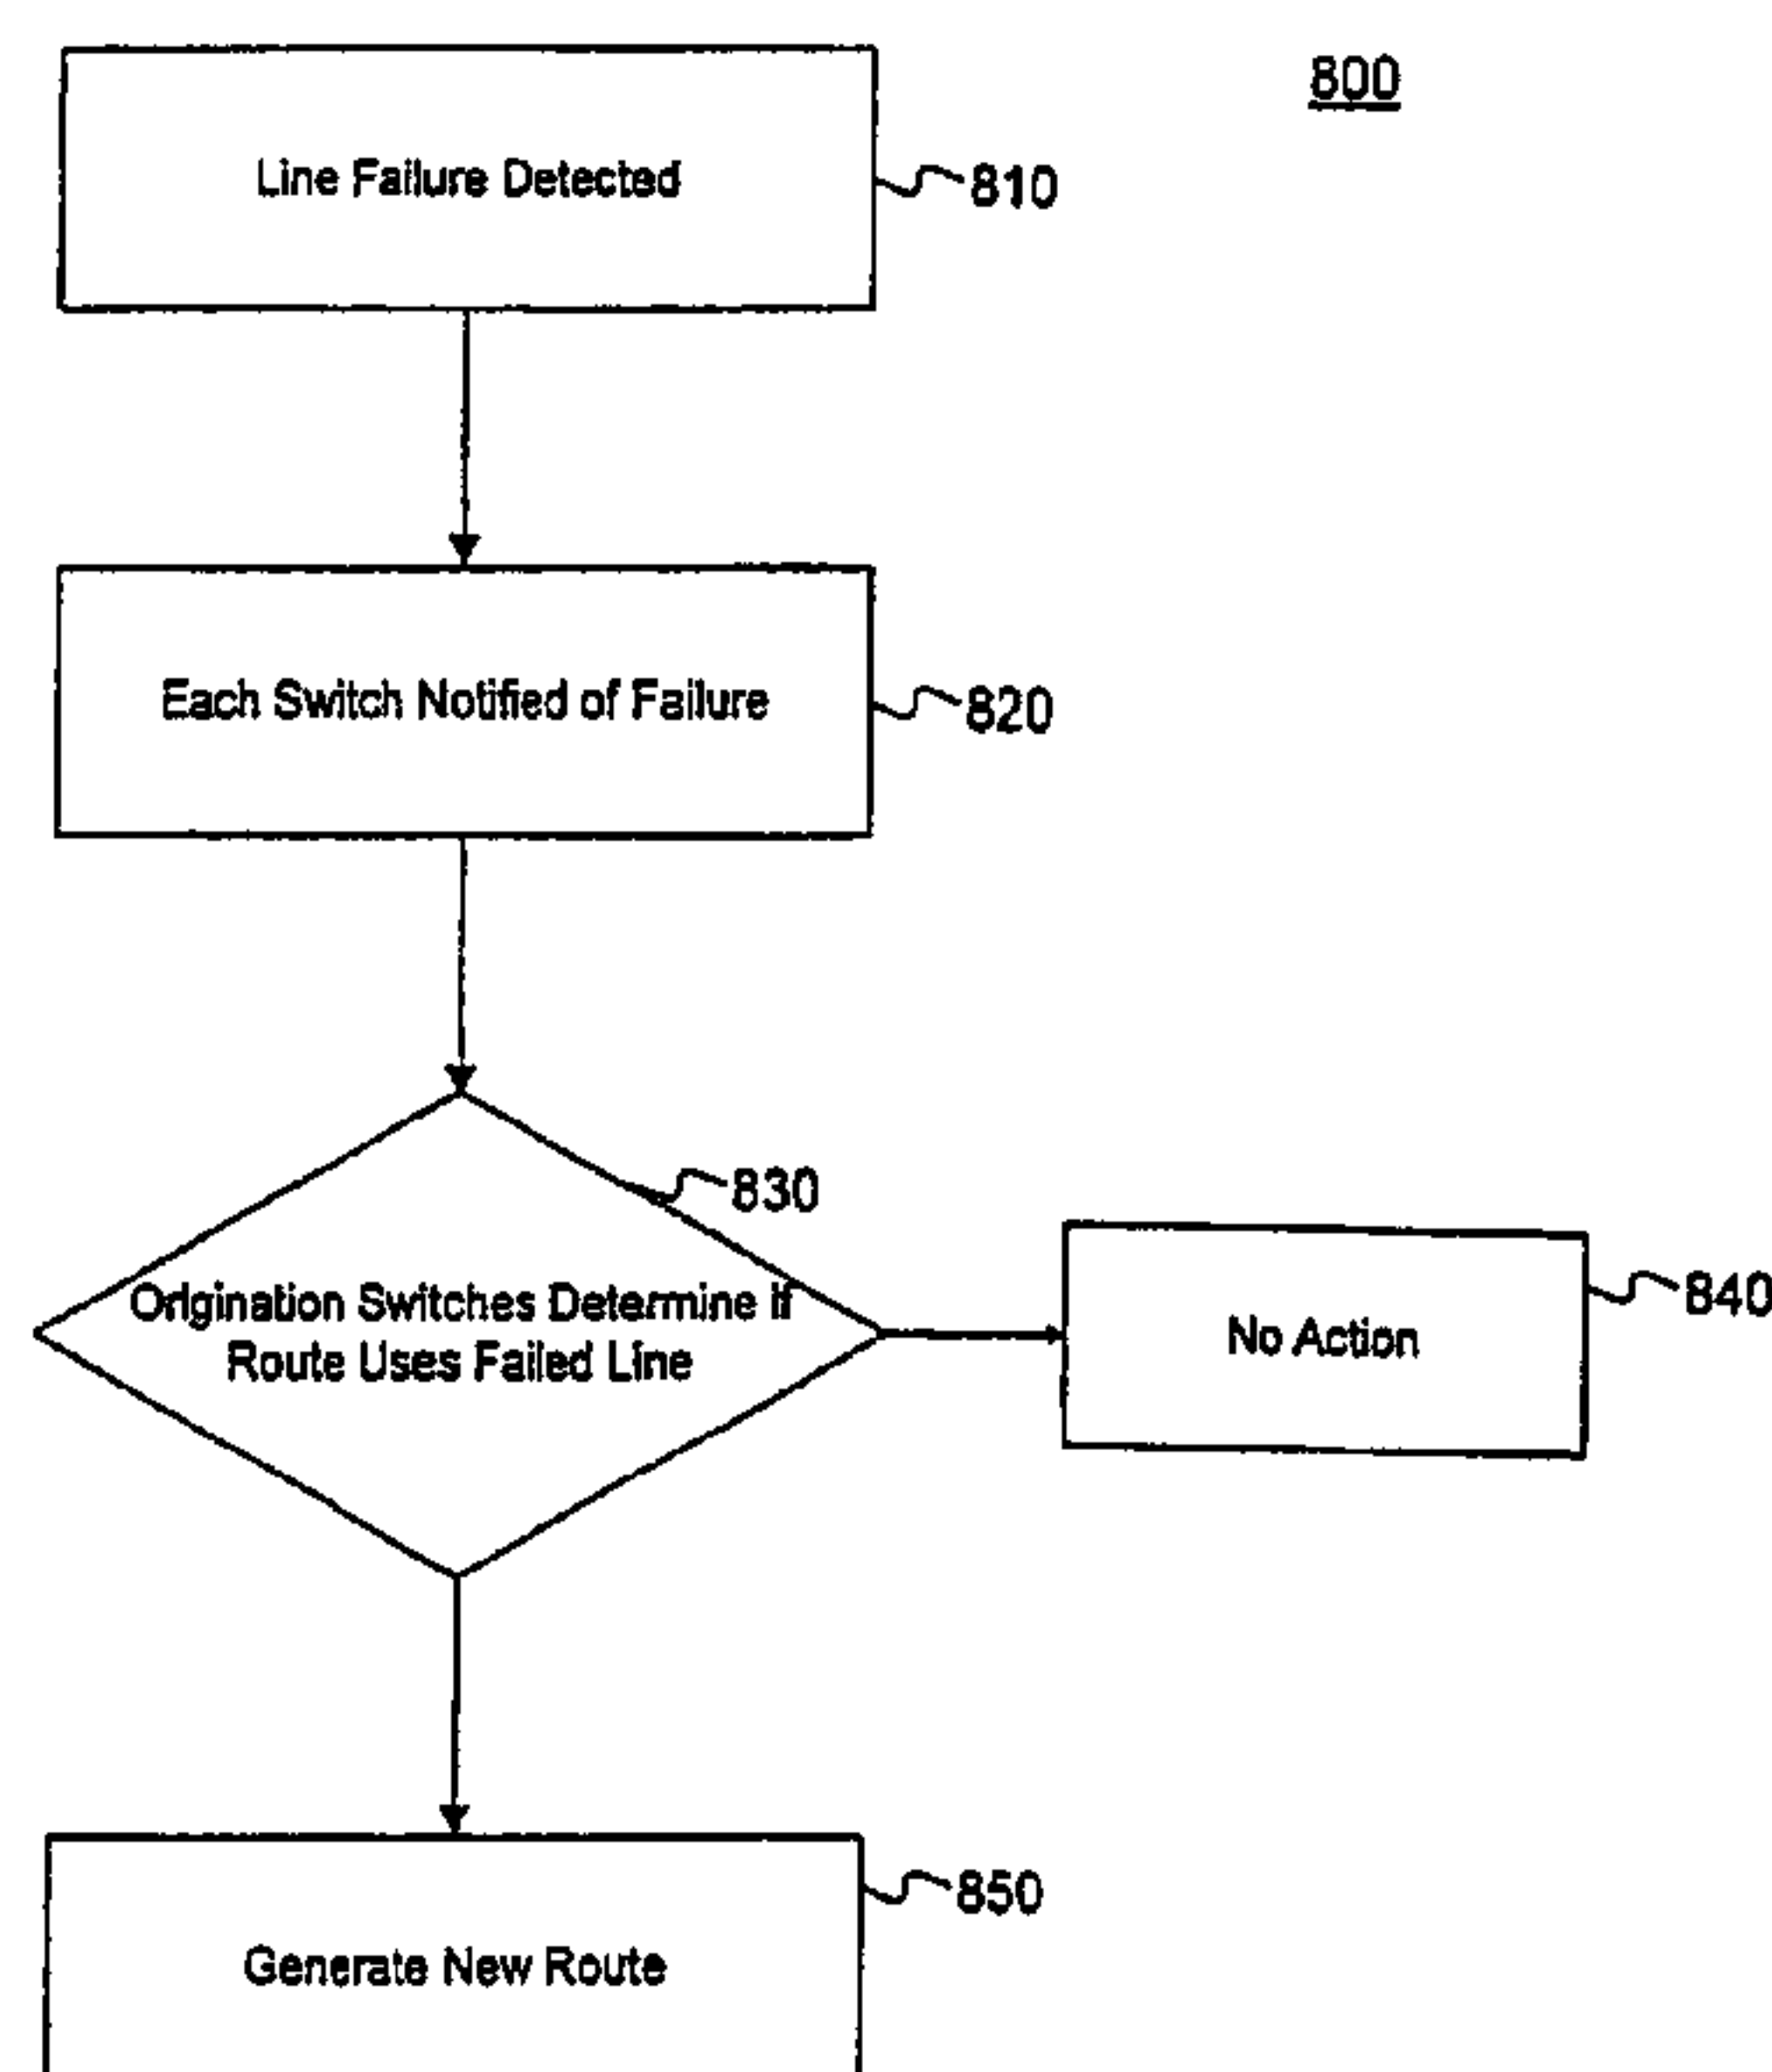 800
Line Failure Detected
810
Each Switch Notified of Failure
820
830
Origination Switches Determine if
Route Uses Failed Line
840
No Action
850
Generate New Route